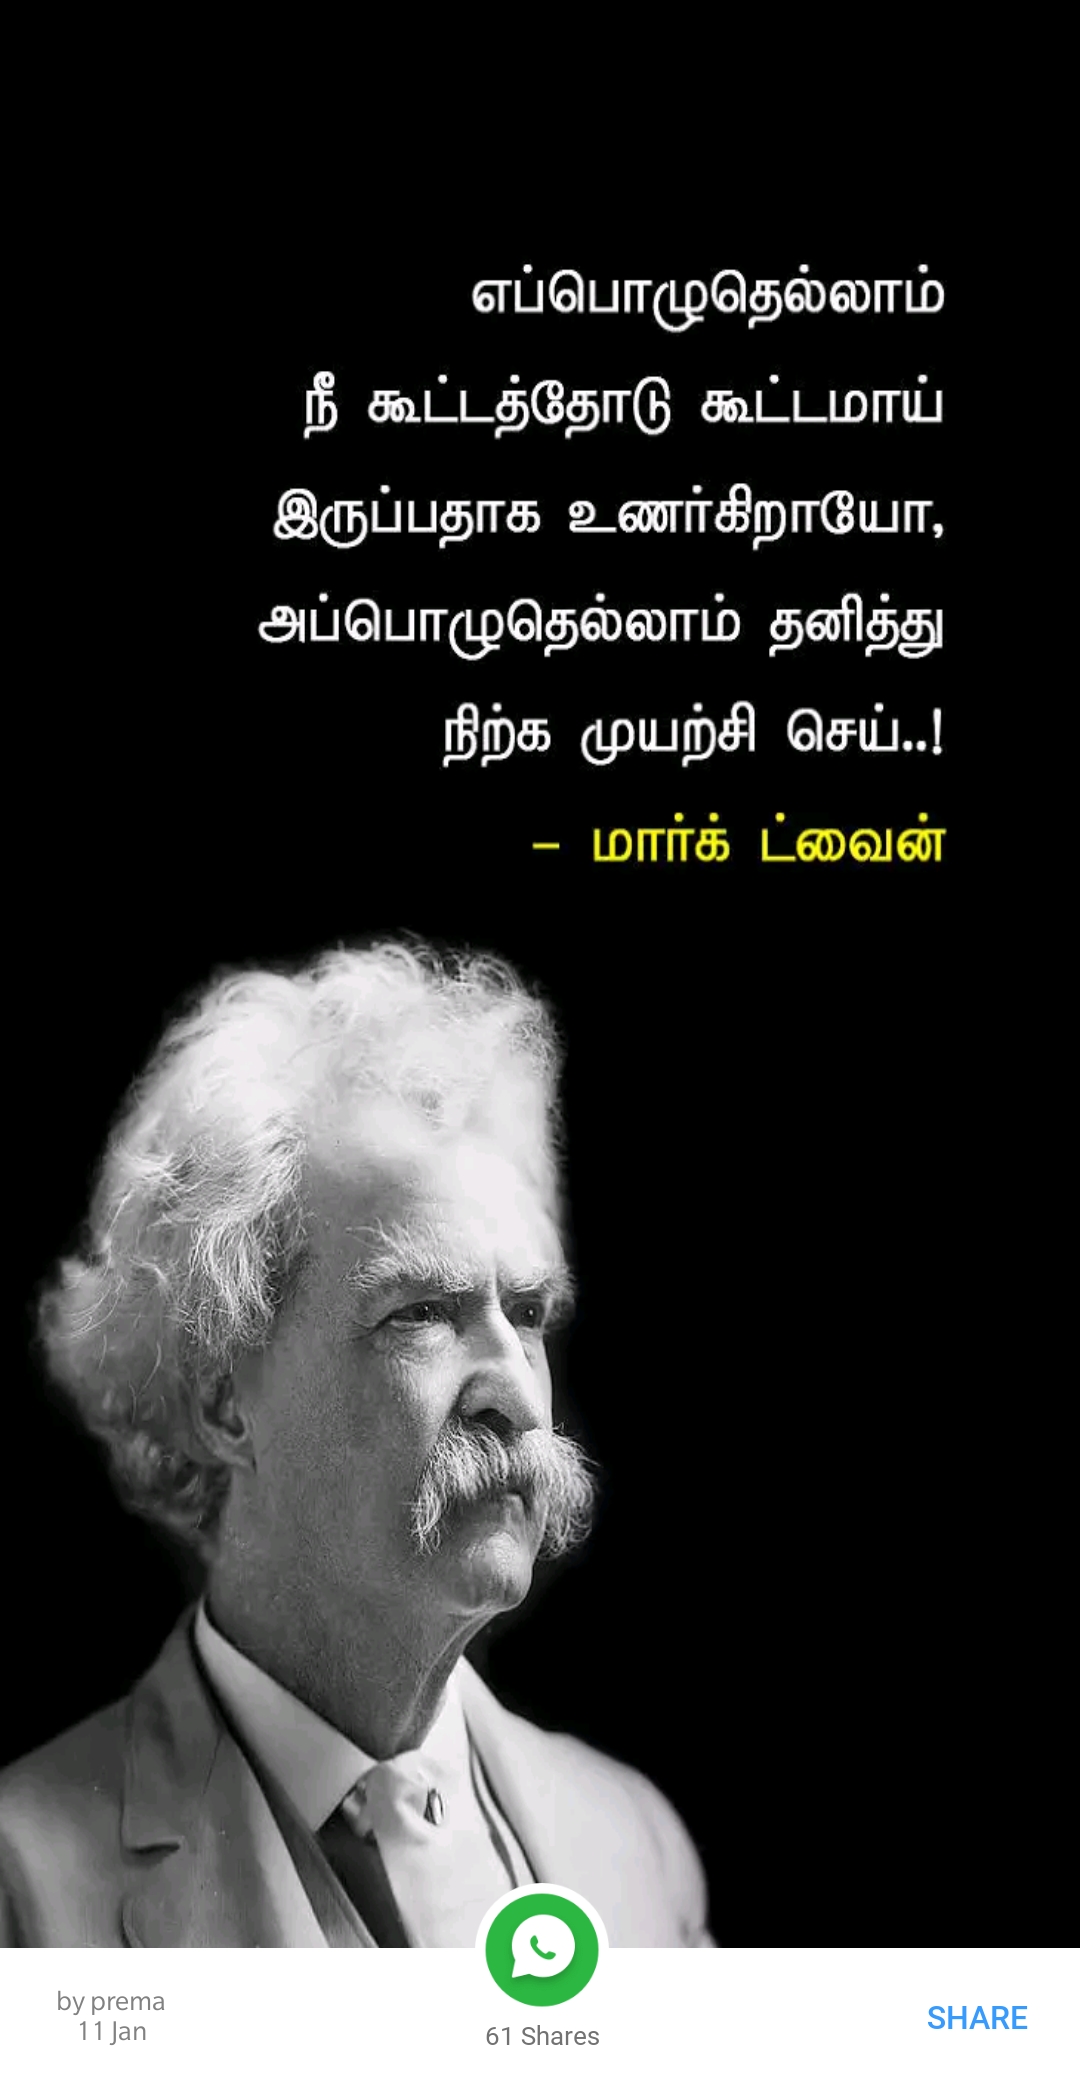 எப்பொழுதெல்லாம்
நீ கூட்டத்தோடு கூட்டமாய்
இருப்பதாக உணர்கிறாயோ,
அப்பொழுதெல்லாம் தனித்து
நிற்க முயற்சி செய்..!
– மார்க் ட்வைன்
by prema
11 Jan
61 Shares
SHARE